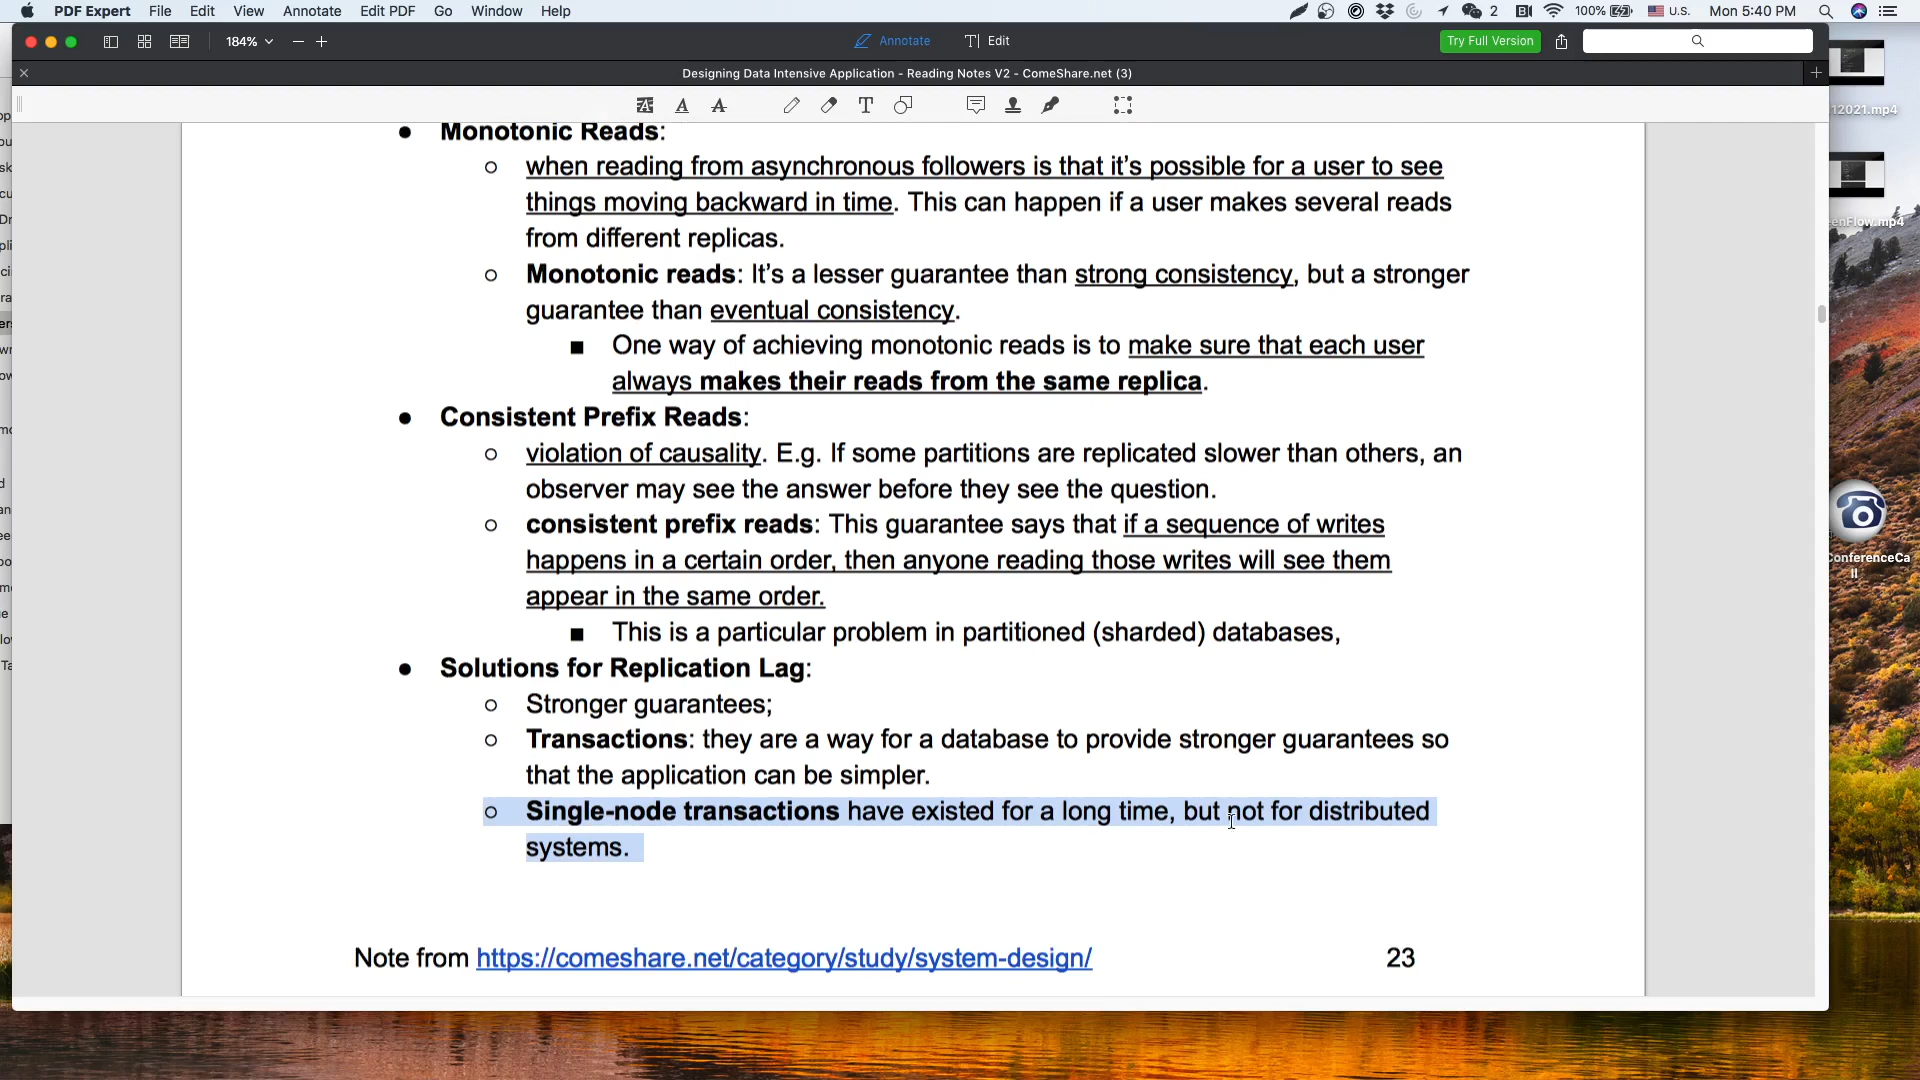 PDF Expert File Edit View Annotate Edit PDF Go Window Help 2 100% U.S. Mon 5:40 PM
184% Annotate Edit Try Full Version
Designing Data Intensive Application - Reading Notes V2 - ComeShare.net (3)
12021.mp4
enFlow.mp4
onferenceCa
ll
● Monotonic Reads:
○ when reading from asynchronous followers is that it’s possible for a user to see
things moving backward in time. This can happen if a user makes several reads
from different replicas.
○ Monotonic reads: It’s a lesser guarantee than strong consistency, but a stronger
guarantee than eventual consistency.
■ One way of achieving monotonic reads is to make sure that each user
always makes their reads from the same replica.
● Consistent Prefix Reads:
○ violation of causality. E.g. If some partitions are replicated slower than others, an
observer may see the answer before they see the question.
○ consistent prefix reads: This guarantee says that if a sequence of writes
happens in a certain order, then anyone reading those writes will see them
appear in the same order.
■ This is a particular problem in partitioned (sharded) databases,
● Solutions for Replication Lag:
○ Stronger guarantees;
○ Transactions: they are a way for a database to provide stronger guarantees so
that the application can be simpler.
○ Single-node transactions have existed for a long time, but not for distributed
systems.
Note from https://comeshare.net/category/study/system-design/ 23